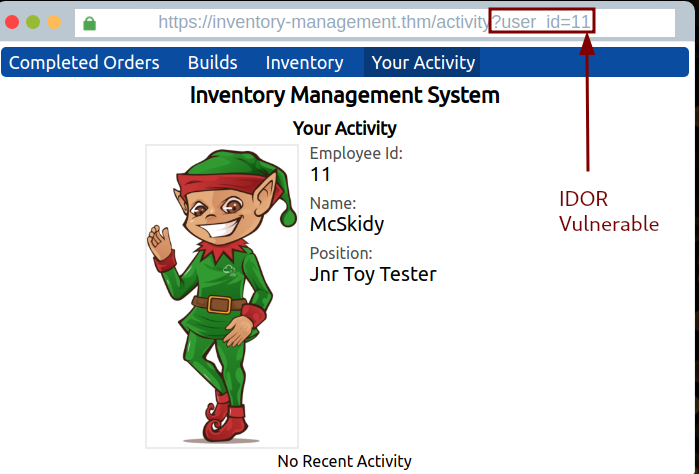 https://inventory-management.thm/activity?user_id=11
Completed Orders Builds Inventory Your Activity
Inventory Management System
Your Activity
Employee Id:
11
Name:
McSkidy
Position:
Jnr Toy Tester
IDOR
Vulnerable
No Recent Activity